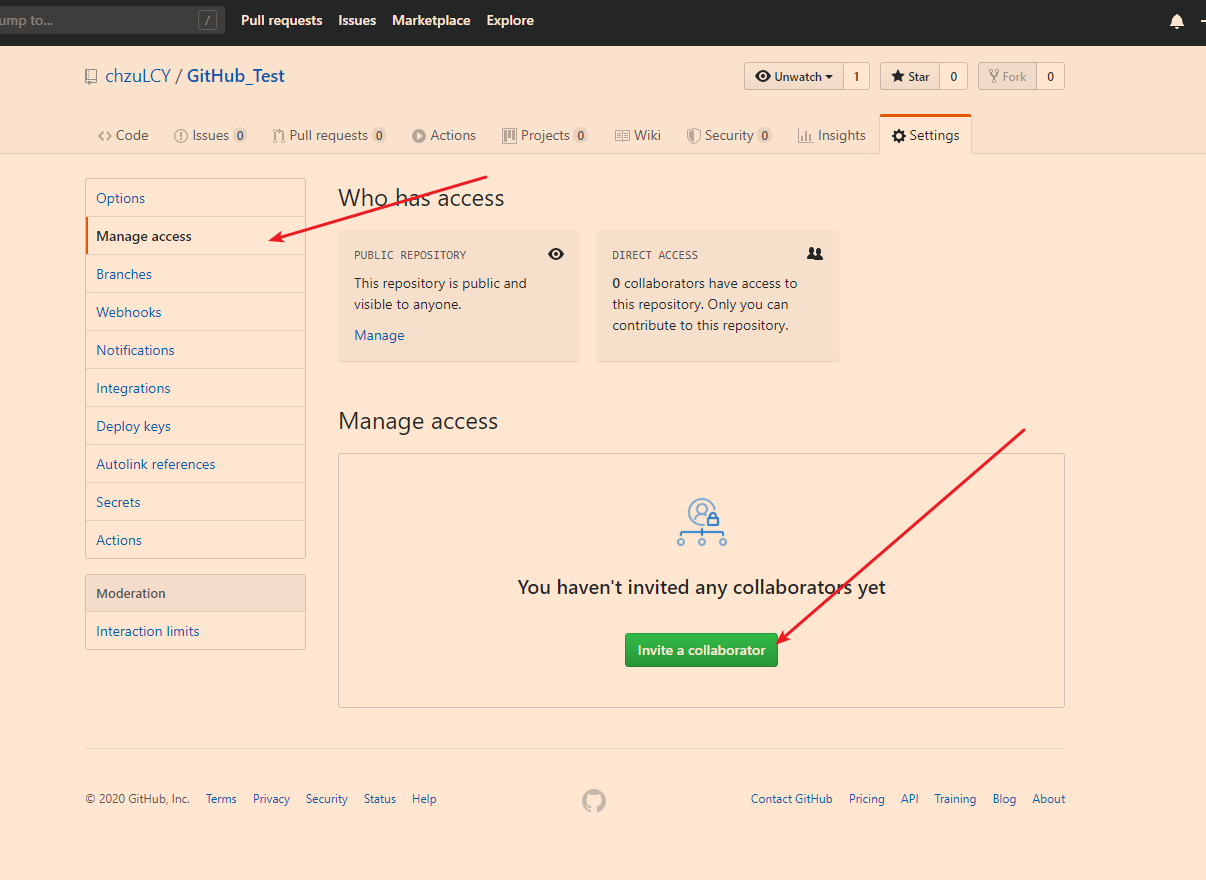 ump to... /
Pull requests Issues Marketplace Explore
chzuLCY / GitHub_Test
Unwatch 1 Star 0 Fork 0
Code Issues 0 Pull requests 0 Actions Projects 0 Wiki Security 0 Insights Settings
Options
Manage access
Branches
Webhooks
Notifications
Integrations
Deploy keys
Autolink references
Secrets
Actions
Moderation
Interaction limits
Who has access
PUBLIC REPOSITORY
This repository is public and
visible to anyone.
Manage
DIRECT ACCESS
0 collaborators have access to
this repository. Only you can
contribute to this repository.
Manage access
You haven't invited any collaborators yet
Invite a collaborator
© 2020 GitHub, Inc. Terms Privacy Security Status Help
Contact GitHub Pricing API Training Blog About